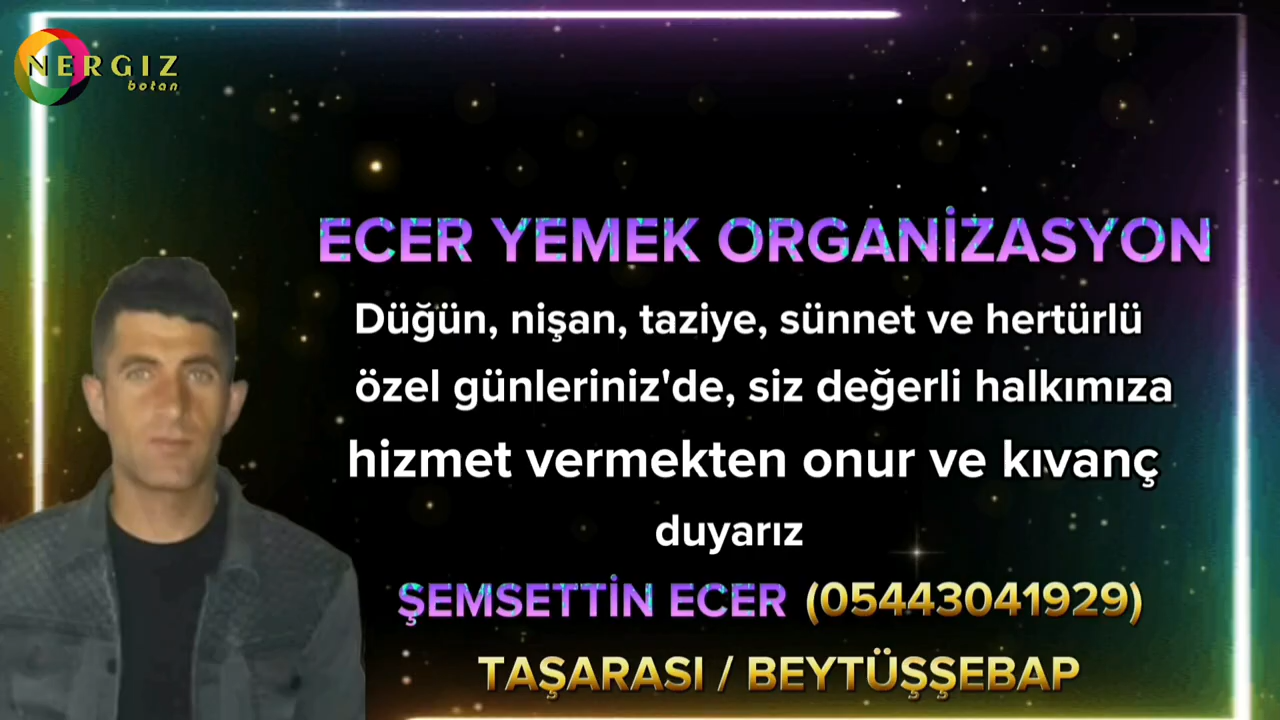 NERGIZ
botan
ECER YEMEK ORGANİZASYON
Düğün, nişan, taziye, sünnet ve hertürlü
özel günleriniz'de, siz değerli halkımıza
hizmet vermekten onur ve kıvanç
duyarız
ŞEMSETTİN ECER (05443041929)
TAŞARASI / BEYTÜŞŞEBAP